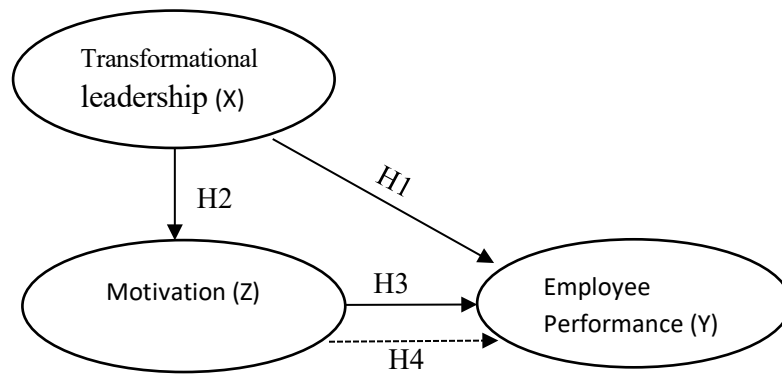 Transformational
leadership (X)
H1
H2
Motivation (Z)
H3
Employee
Performance (Y)
H4